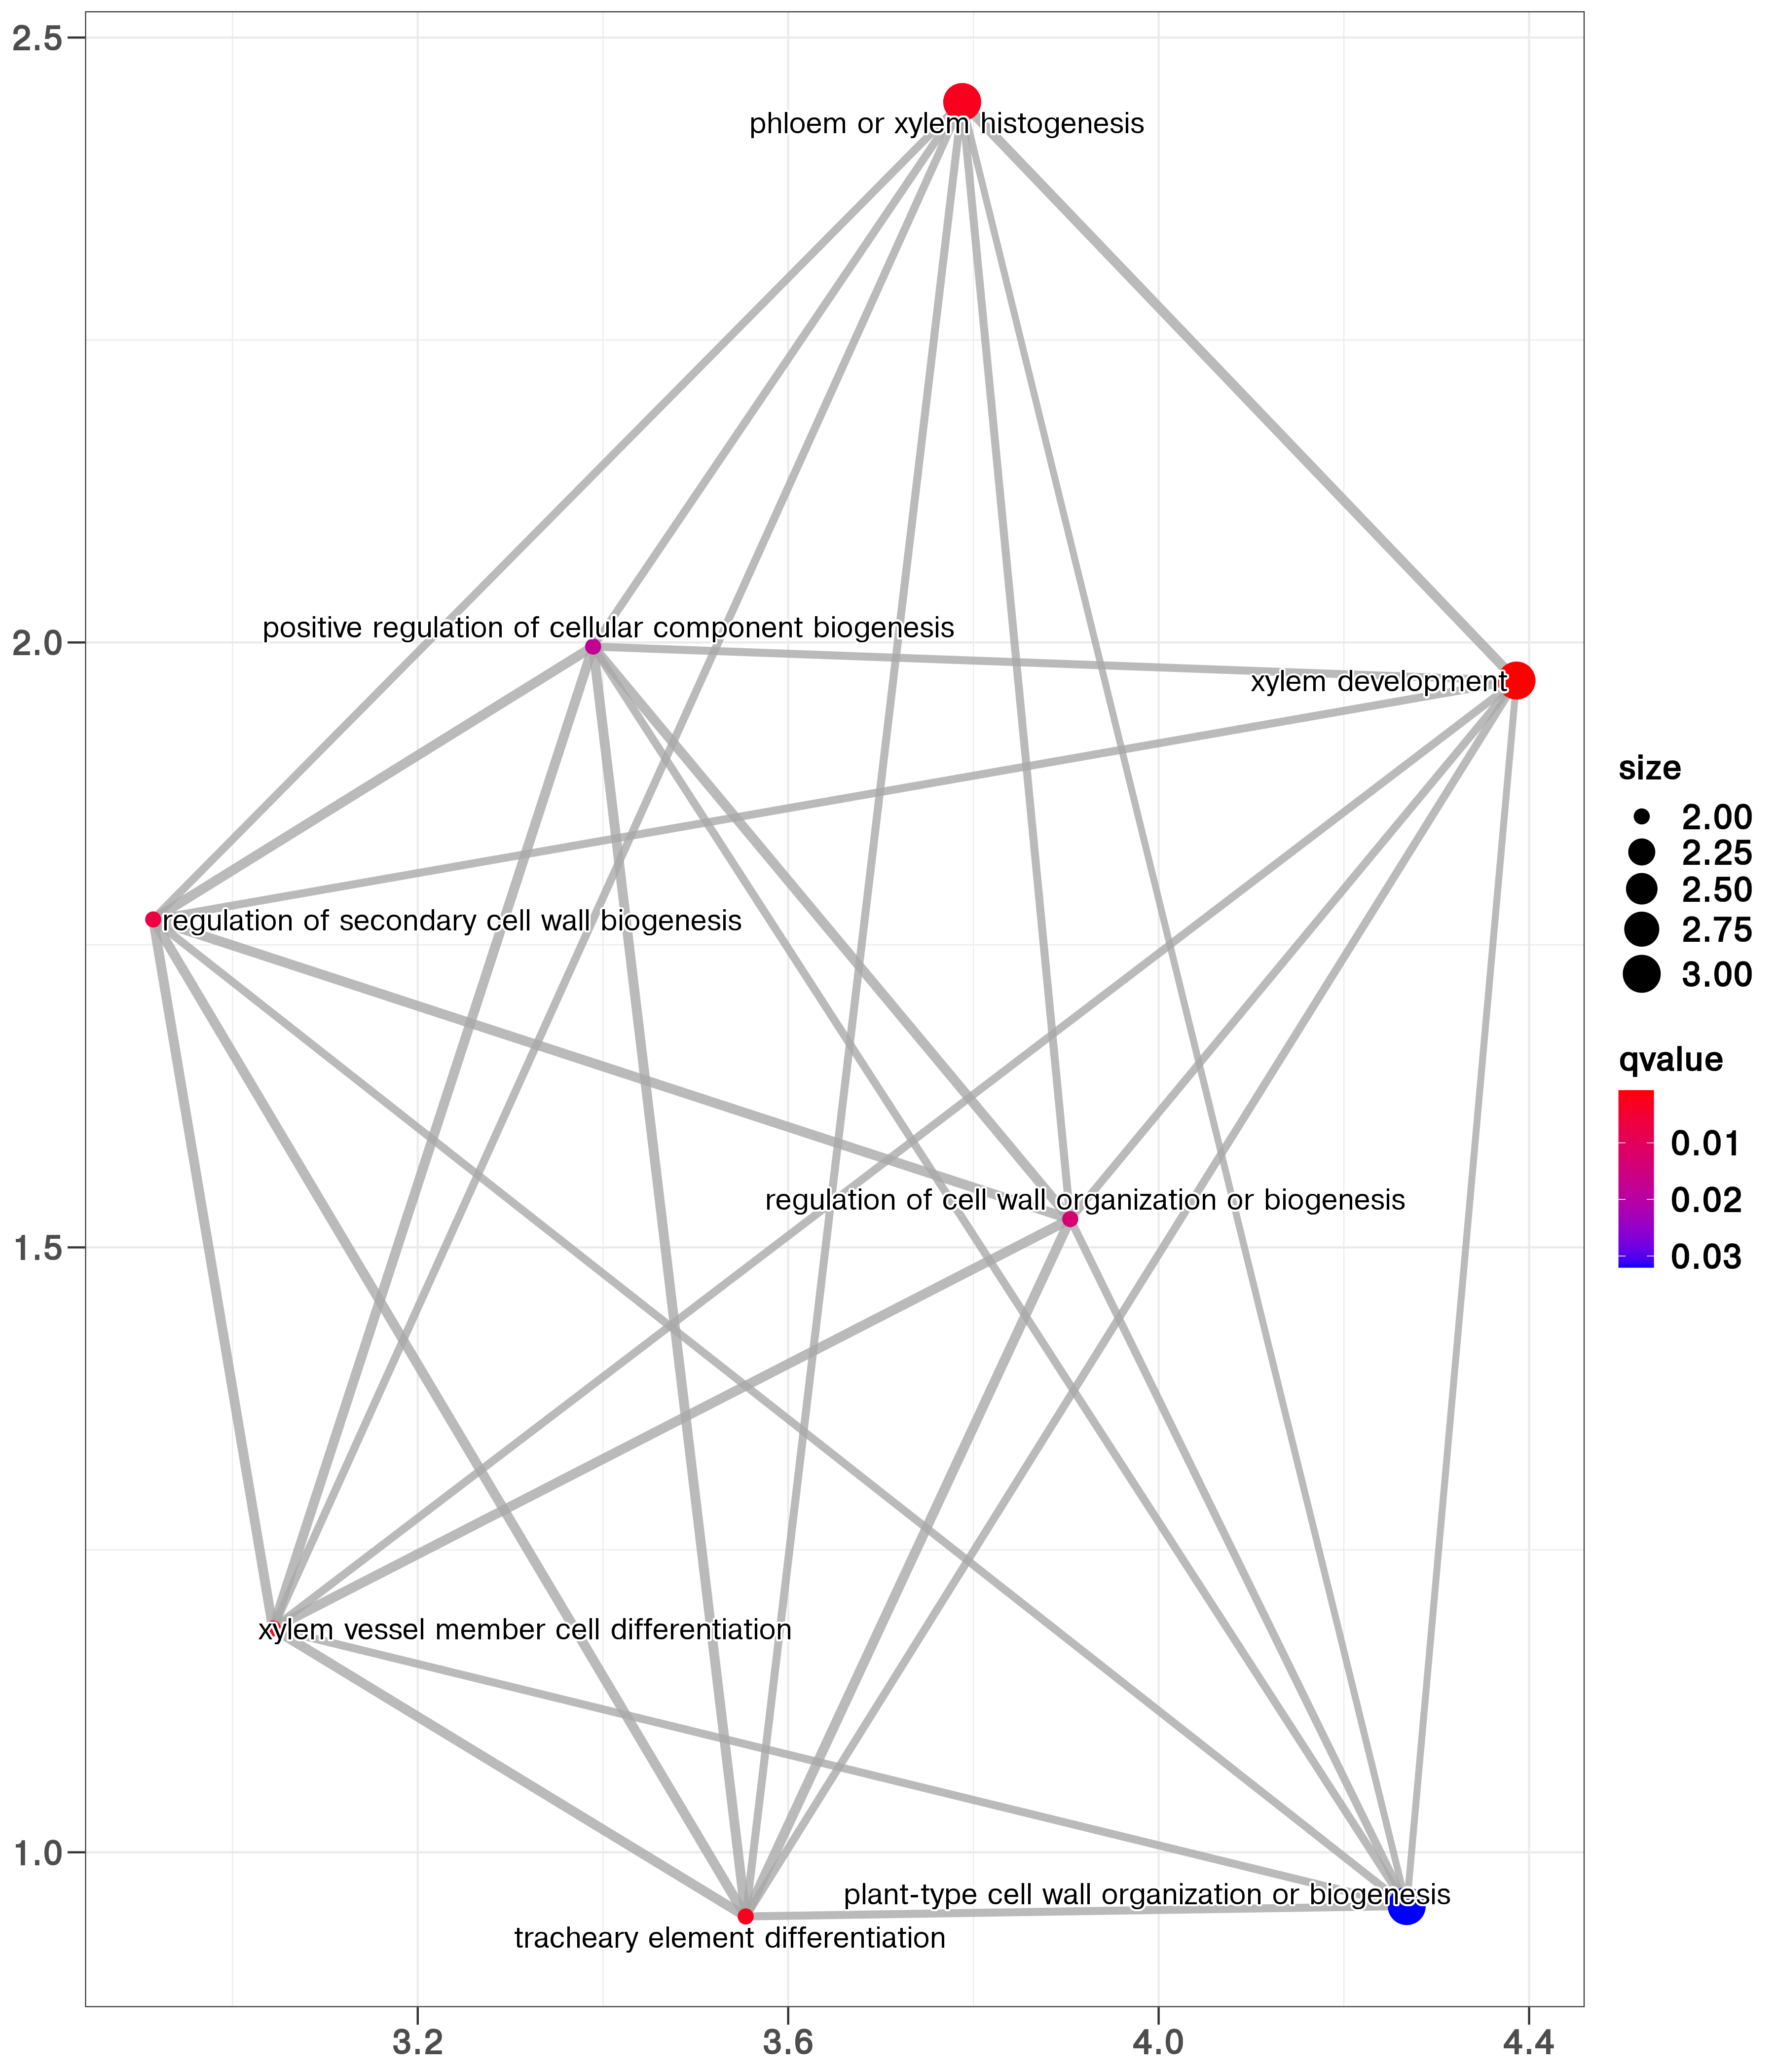 2.5
phloem or xylem histogenesis
positive regulation of cellular component biogenesis
2.0
xylem development
size
2.00
2.25
regulation of secondary cell wall biogenesis
2.50
2.75
3.00
qvalue
0.01
regulation of cell wall organization or biogenesis
0.02
1.5
0.03
xylem vessel member cell differentiation
1.0
plant-type cell wall organization or biogenesis
tracheary element differentiation
3.2
3.6
4.0
4.4